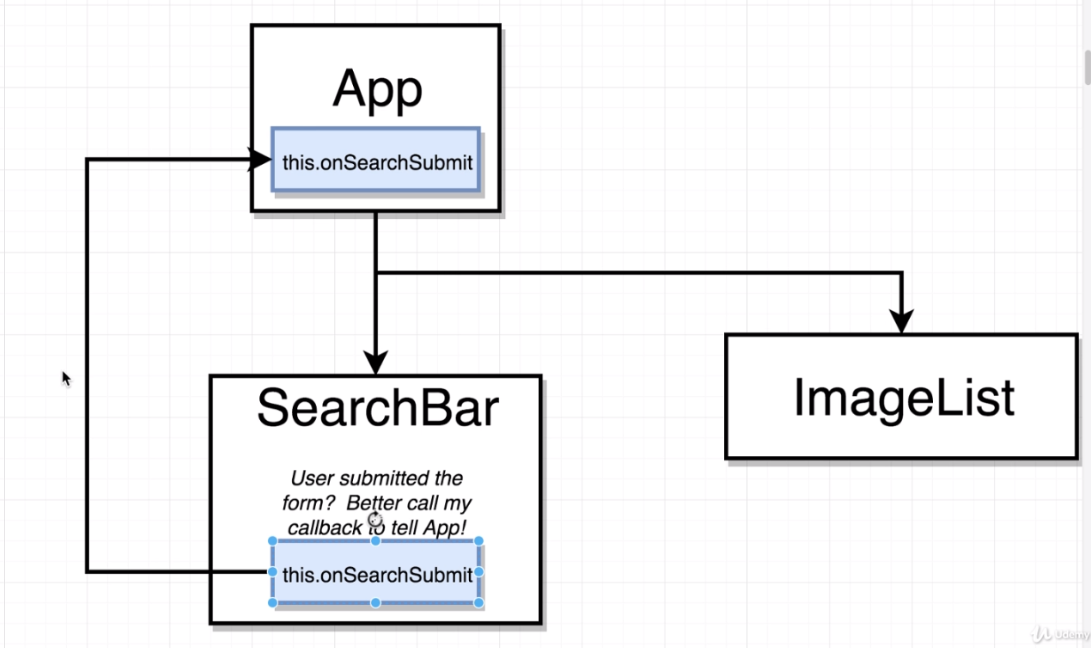 App
this.onSearchSubmit
SearchBar
ImageList
User submitted the
form?  Better call my
callback to tell App!
this.onSearchSubmit
Udemy